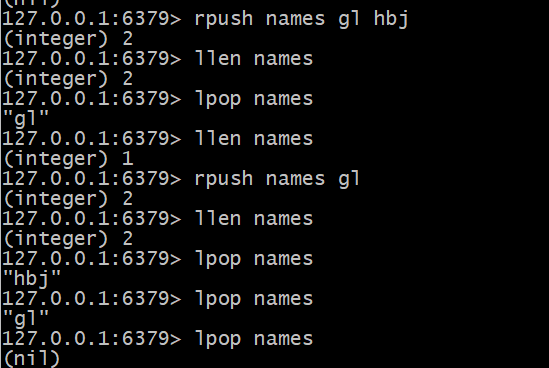 (nil)
127.0.0.1:6379> rpush names gl hbj
(integer) 2
127.0.0.1:6379> llen names
(integer) 2
127.0.0.1:6379> lpop names
"gl"
127.0.0.1:6379> llen names
(integer) 1
127.0.0.1:6379> rpush names gl
(integer) 2
127.0.0.1:6379> llen names
(integer) 2
127.0.0.1:6379> lpop names
"hbj"
127.0.0.1:6379> lpop names
"gl"
127.0.0.1:6379> lpop names
(nil)